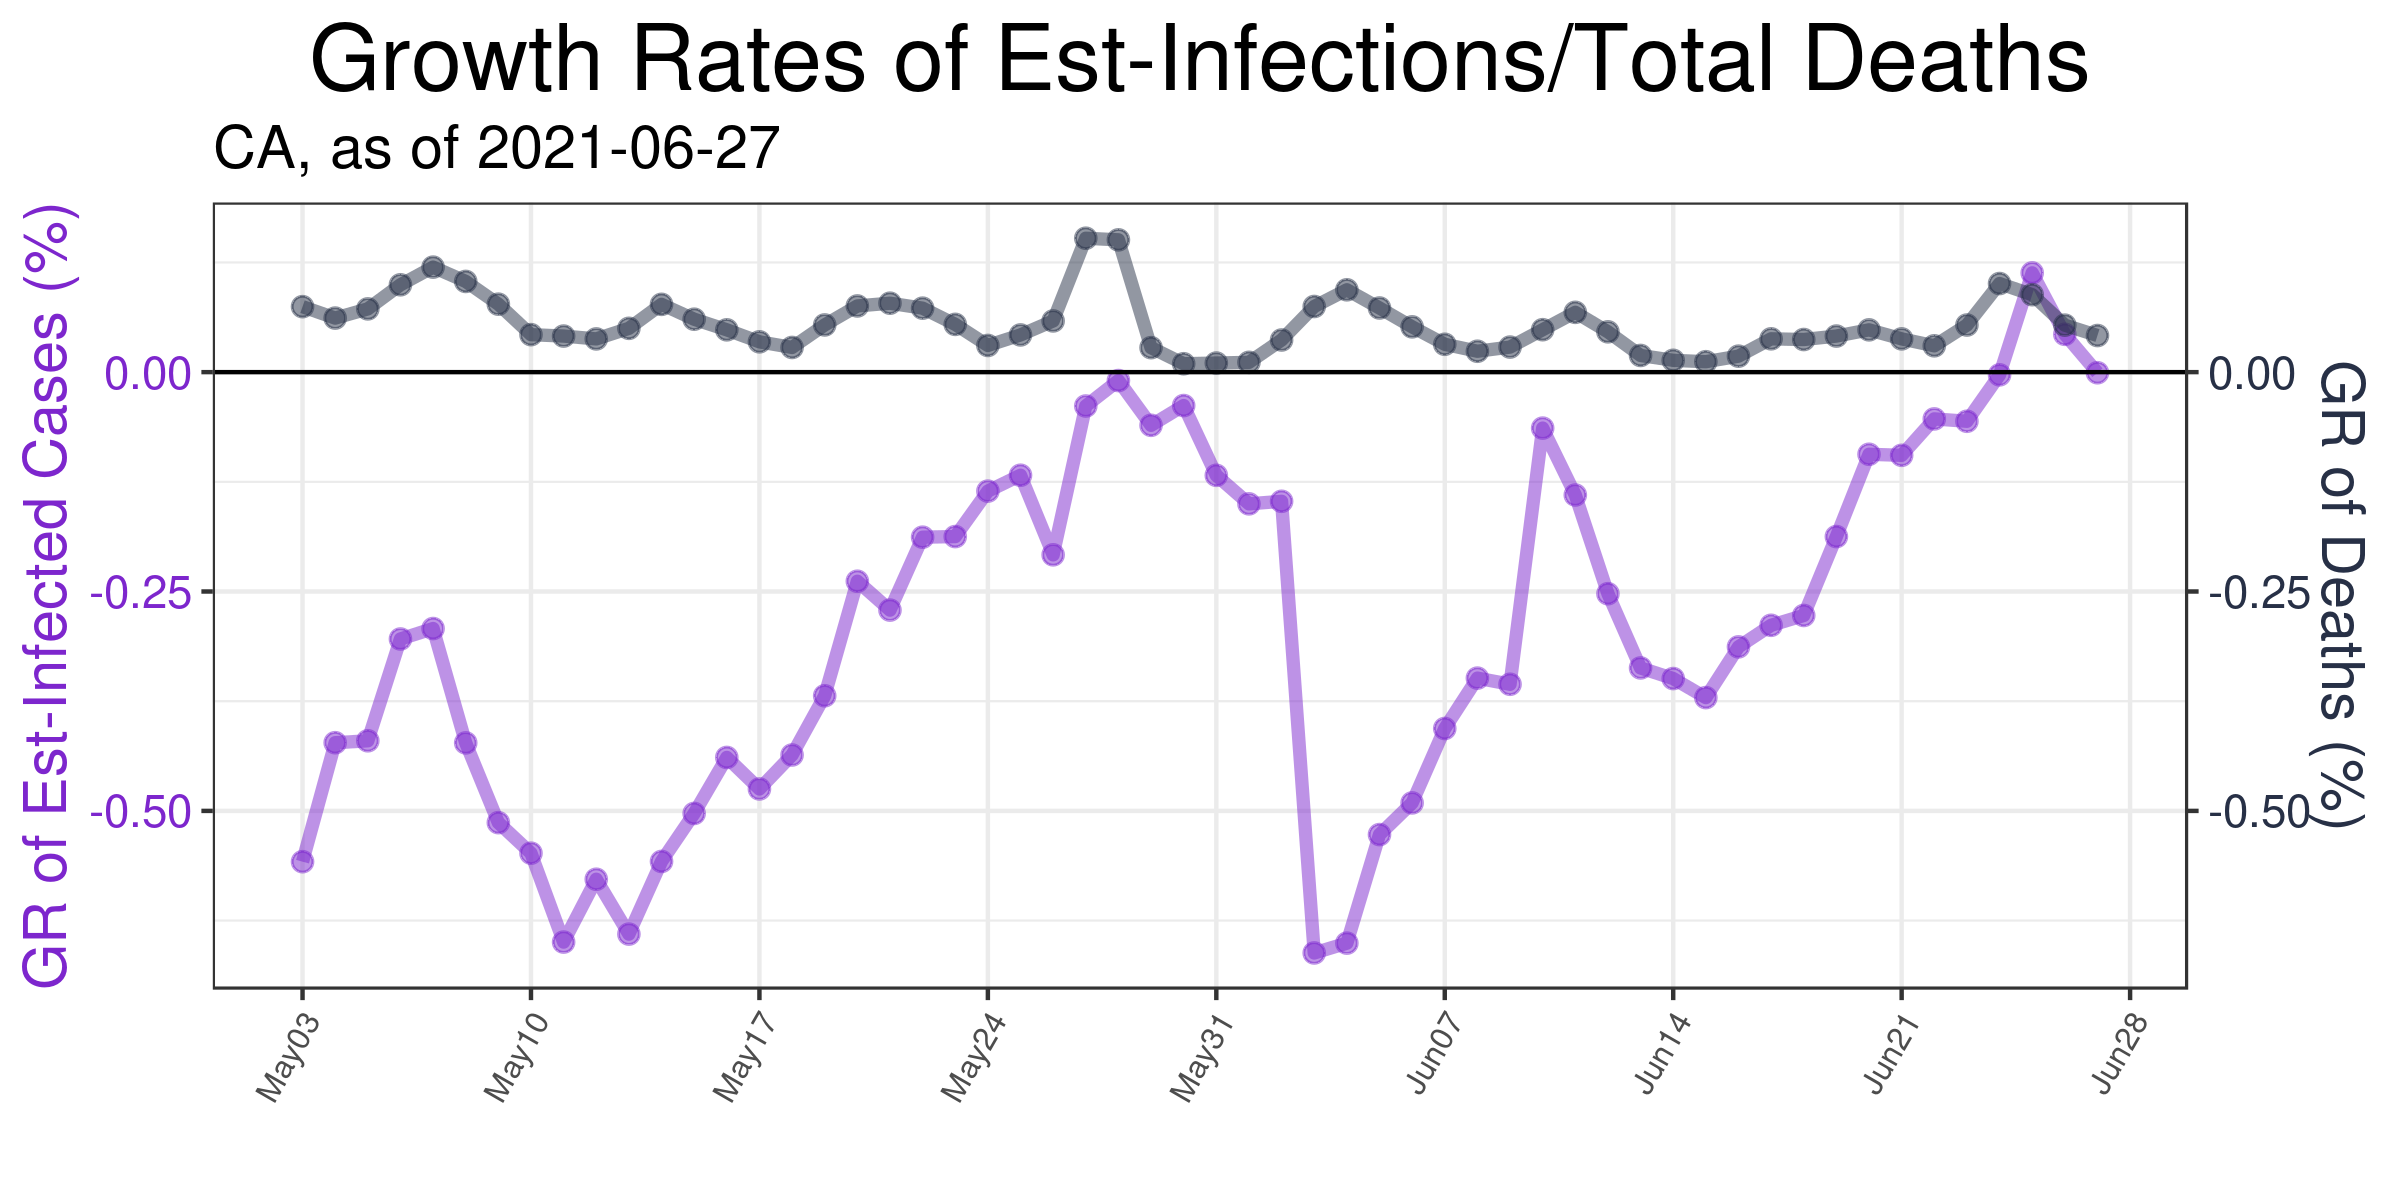 Growth Rates of Est-Infections/Total Deaths
CA, as of 2021-06-27
GR of Est-Infected Cases (%)
0.00
-0.25
-0.50
0.00
-0.25
-0.50
GR of Deaths (%)
May03
May10
May17
May24
May31
Jun07
Jun14
Jun21
Jun28